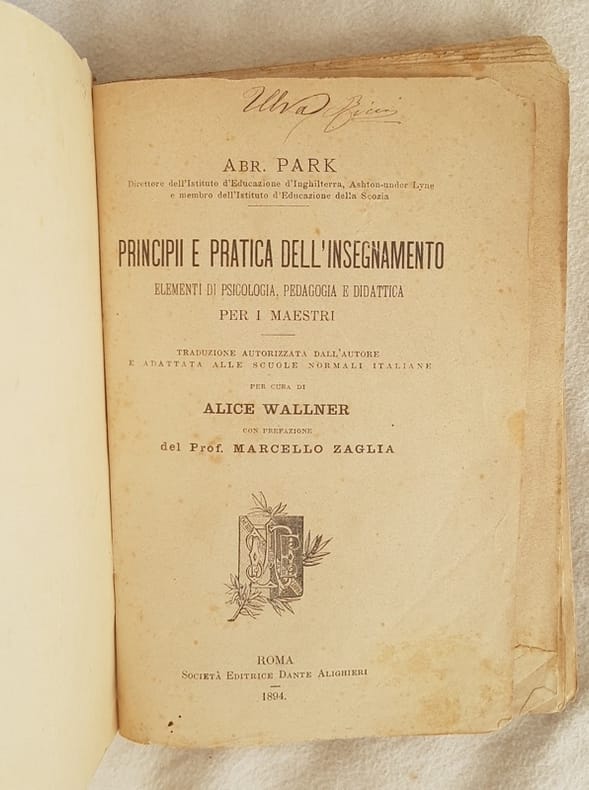 ABR. PARK
Direttore dell'Istituto d'Educazione d'Inghilterra, Ashton-under Lyne
e membro dell'Istituto d'Educazione della Scozia
PRINCIPII E PRATICA DELL'INSEGNAMENTO
ELEMENTI DI PSICOLOGIA, PEDAGOGIA E DIDATTICA
PER I MAESTRI
TRADUZIONE AUTORIZZATA DALL'AUTORE
E ADATTATA ALLE SCUOLE NORMALI ITALIANE
PER CURA DI
ALICE WALLNER
CON PREFAZIONE
del Prof. MARCELLO ZAGLIA
ROMA
SOCIETÀ EDITRICE DANTE ALIGHIERI
1894.